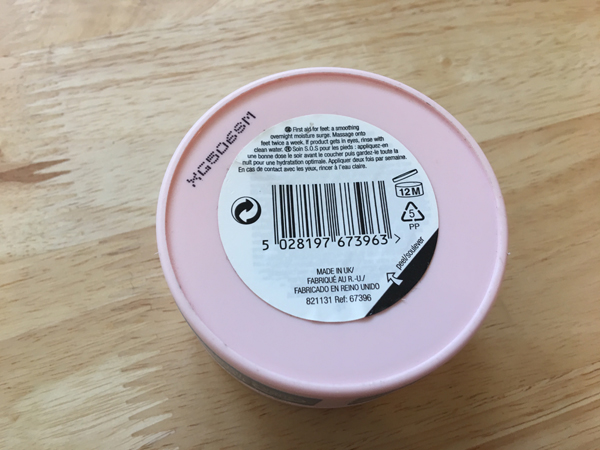 XG5068M
GB First aid for feet: a smoothing
overnight moisture surge. Massage onto
feet twice a week. If product gets in eyes, rinse with
clean water. FR Soin S.O.S pour les pieds : appliquez-en
une bonne dose le soir avant le coucher puis gardez-le toute la
nuit pour une hydratation optimale. Appliquer deux fois par semaine.
En cas de contact avec les yeux, rincer à l'eau claire.
12 M
5
PP
5 028197 673963 >
peel/soulever
MADE IN UK/
FABRIQUÉ AU R.-U./
FABRICADO EN REINO UNIDO
821131 Ref: 67396